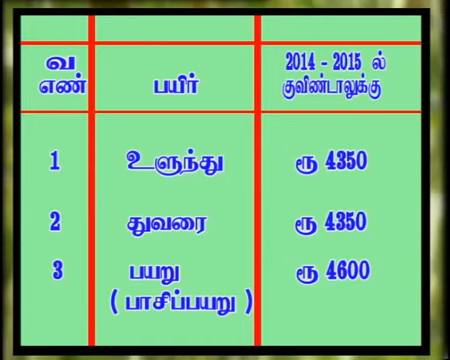 வ எண் பயிர் 2014 - 2015 ல் குவிண்டாலுக்கு
1 உளுந்து ரூ 4350
2 துவரை ரூ 4350
3 பயறு ரூ 4600
( பாசிப்பயறு )